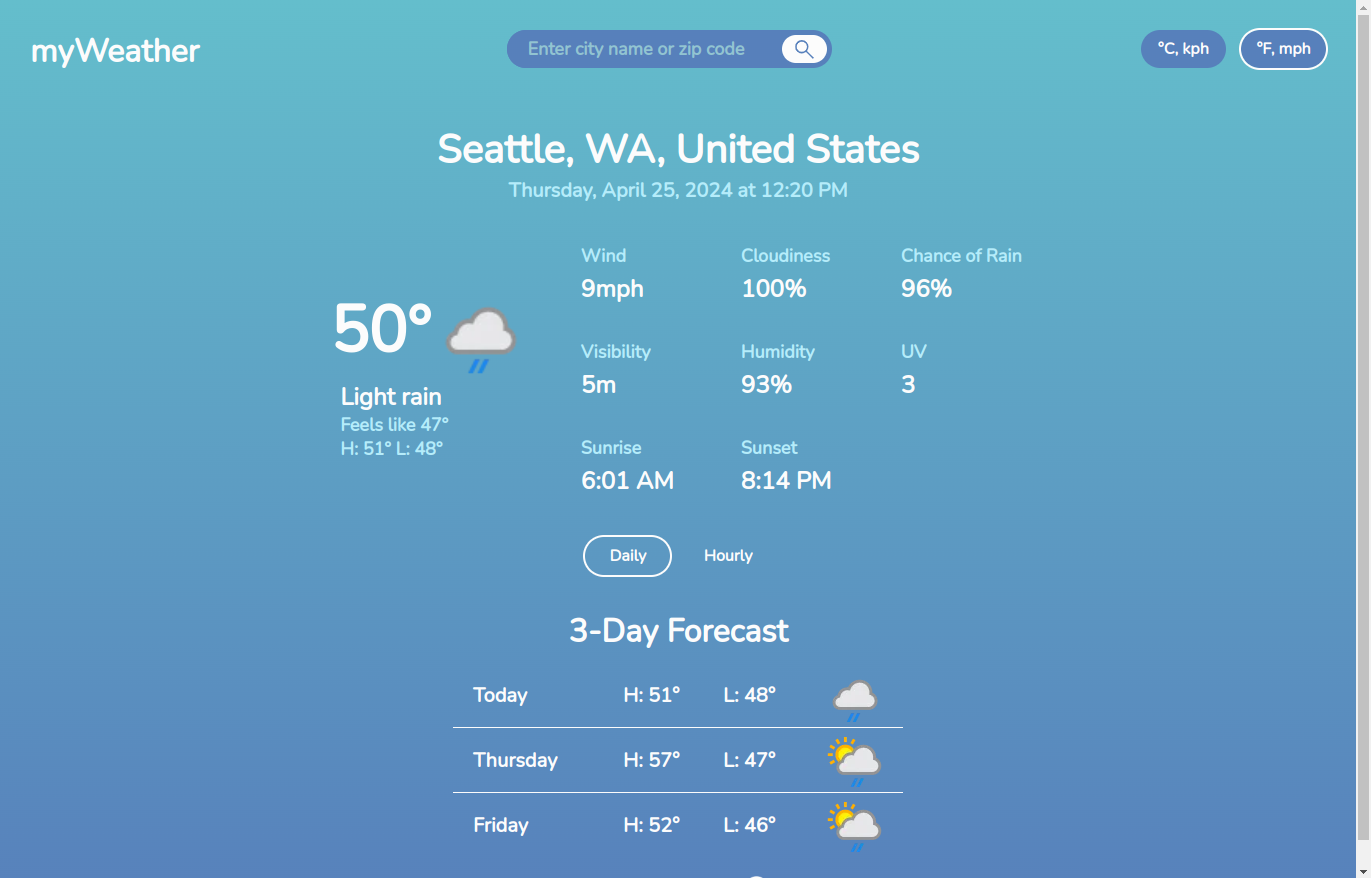 myWeather
Enter city name or zip code
°C, kph
°F, mph
Seattle, WA, United States
Thursday, April 25, 2024 at 12:20 PM
50°
Light rain
Feels like 47°
H: 51° L: 48°
Wind
9mph
Cloudiness
100%
Chance of Rain
96%
Visibility
5m
Humidity
93%
UV
3
Sunrise
6:01 AM
Sunset
8:14 PM
Daily
Hourly
3-Day Forecast
Today H: 51° L: 48°
Thursday H: 57° L: 47°
Friday H: 52° L: 46°